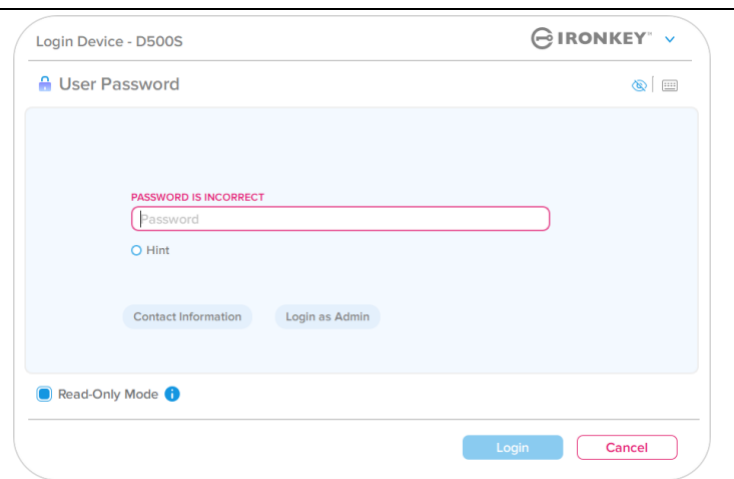 Login Device - D500S
IRONKEY™
User Password
PASSWORD IS INCORRECT
Password
Hint
Contact Information
Login as Admin
Read-Only Mode
Login
Cancel